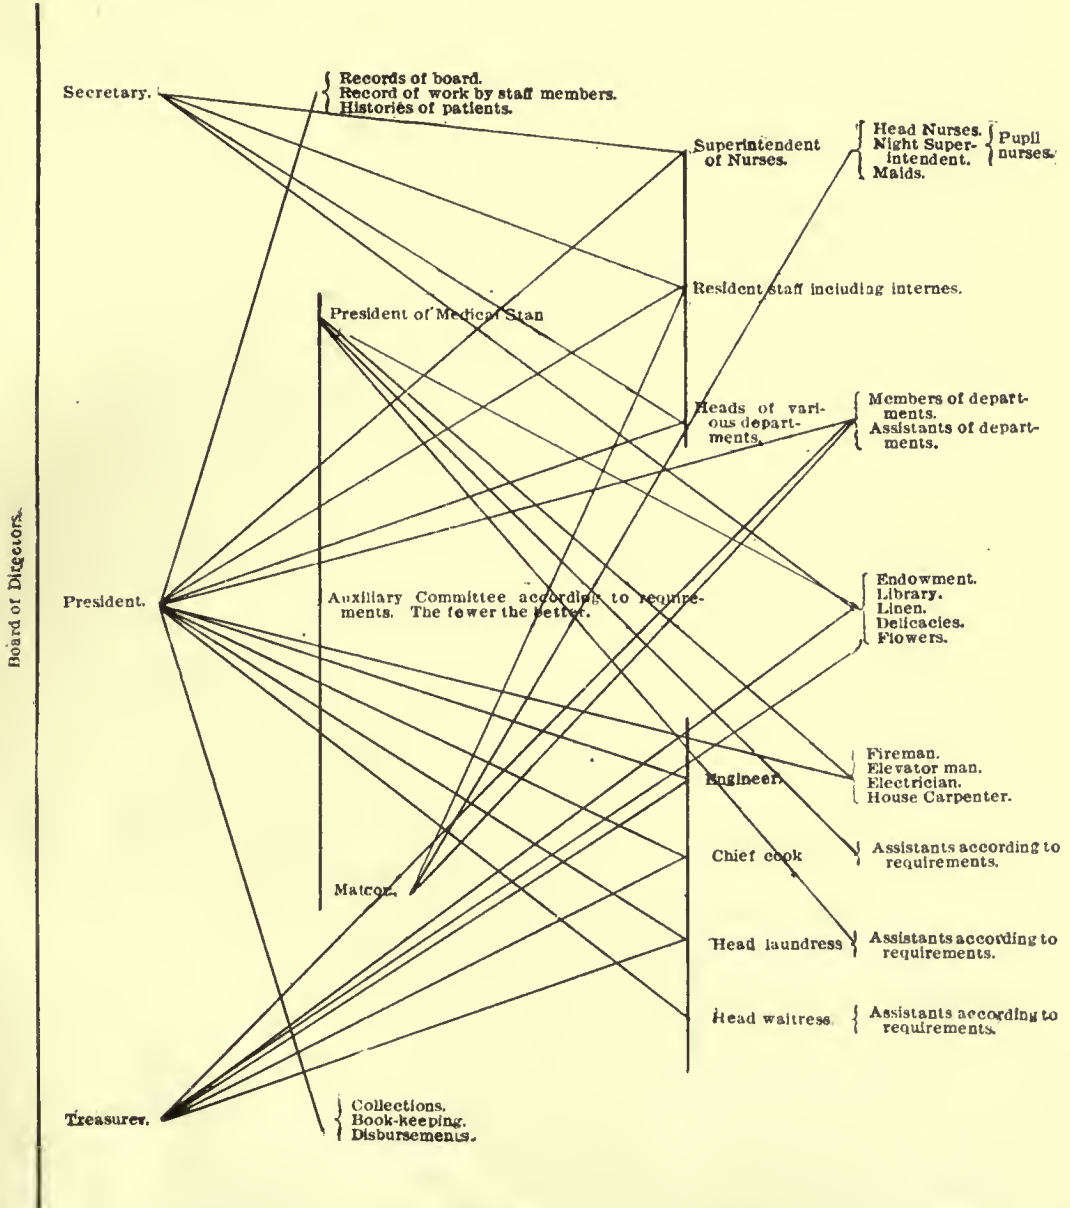 Board of Directors.
Secretary.
Records of board.
Record of work by staff members.
Histories of patients.
Superintendent
of Nurses.
Head Nurses.
Night Super-
intendent.
Maids.
Pupil
nurses.
Resident staff including internes.
President of Medical Stan
Heads of vari-
ous depart-
ments.
Members of depart-
ments.
Assistants of depart-
ments.
President.
Auxiliary Committee according to require-
ments. The fewer the better.
Endowment.
Library.
Linen.
Delicacies.
Flowers.
Engineer.
Fireman.
Elevator man.
Electrician.
House Carpenter.
Chief cook
Assistants according to
requirements.
Matron.
Head laundress
Assistants according to
requirements.
Head waitress
Assistants according to
requirements.
Treasurer.
Collections.
Book-keeping.
Disbursements.